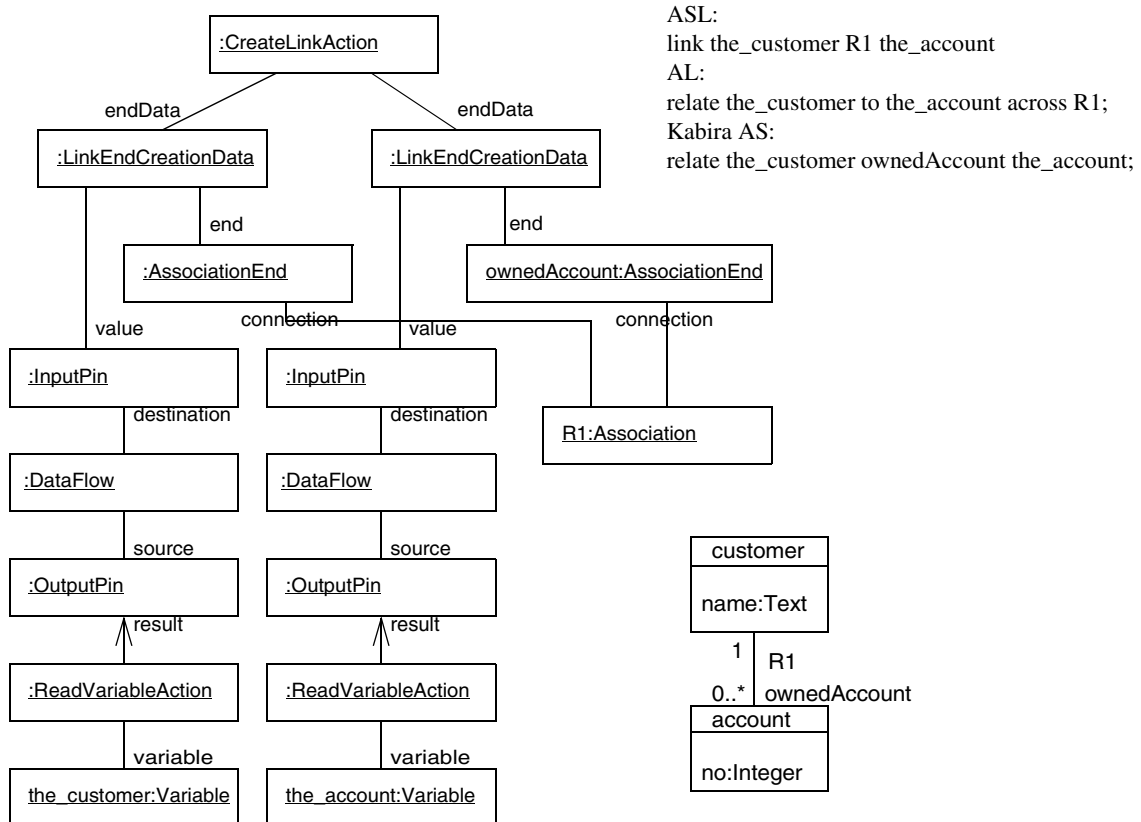 :CreateLinkAction
ASL:
link the_customer R1 the_account
AL:
relate the_customer to the_account across R1;
Kabira AS:
relate the_customer ownedAccount the_account;
endData
endData
:LinkEndCreationData
:LinkEndCreationData
end
end
:AssociationEnd
ownedAccount:AssociationEnd
value
connection
value
connection
:InputPin
:InputPin
destination
destination
R1:Association
:DataFlow
:DataFlow
source
source
:OutputPin
:OutputPin
result
result
:ReadVariableAction
:ReadVariableAction
variable
variable
the_customer:Variable
the_account:Variable
customer
name:Text
1
R1
0..* ownedAccount
account
no:Integer